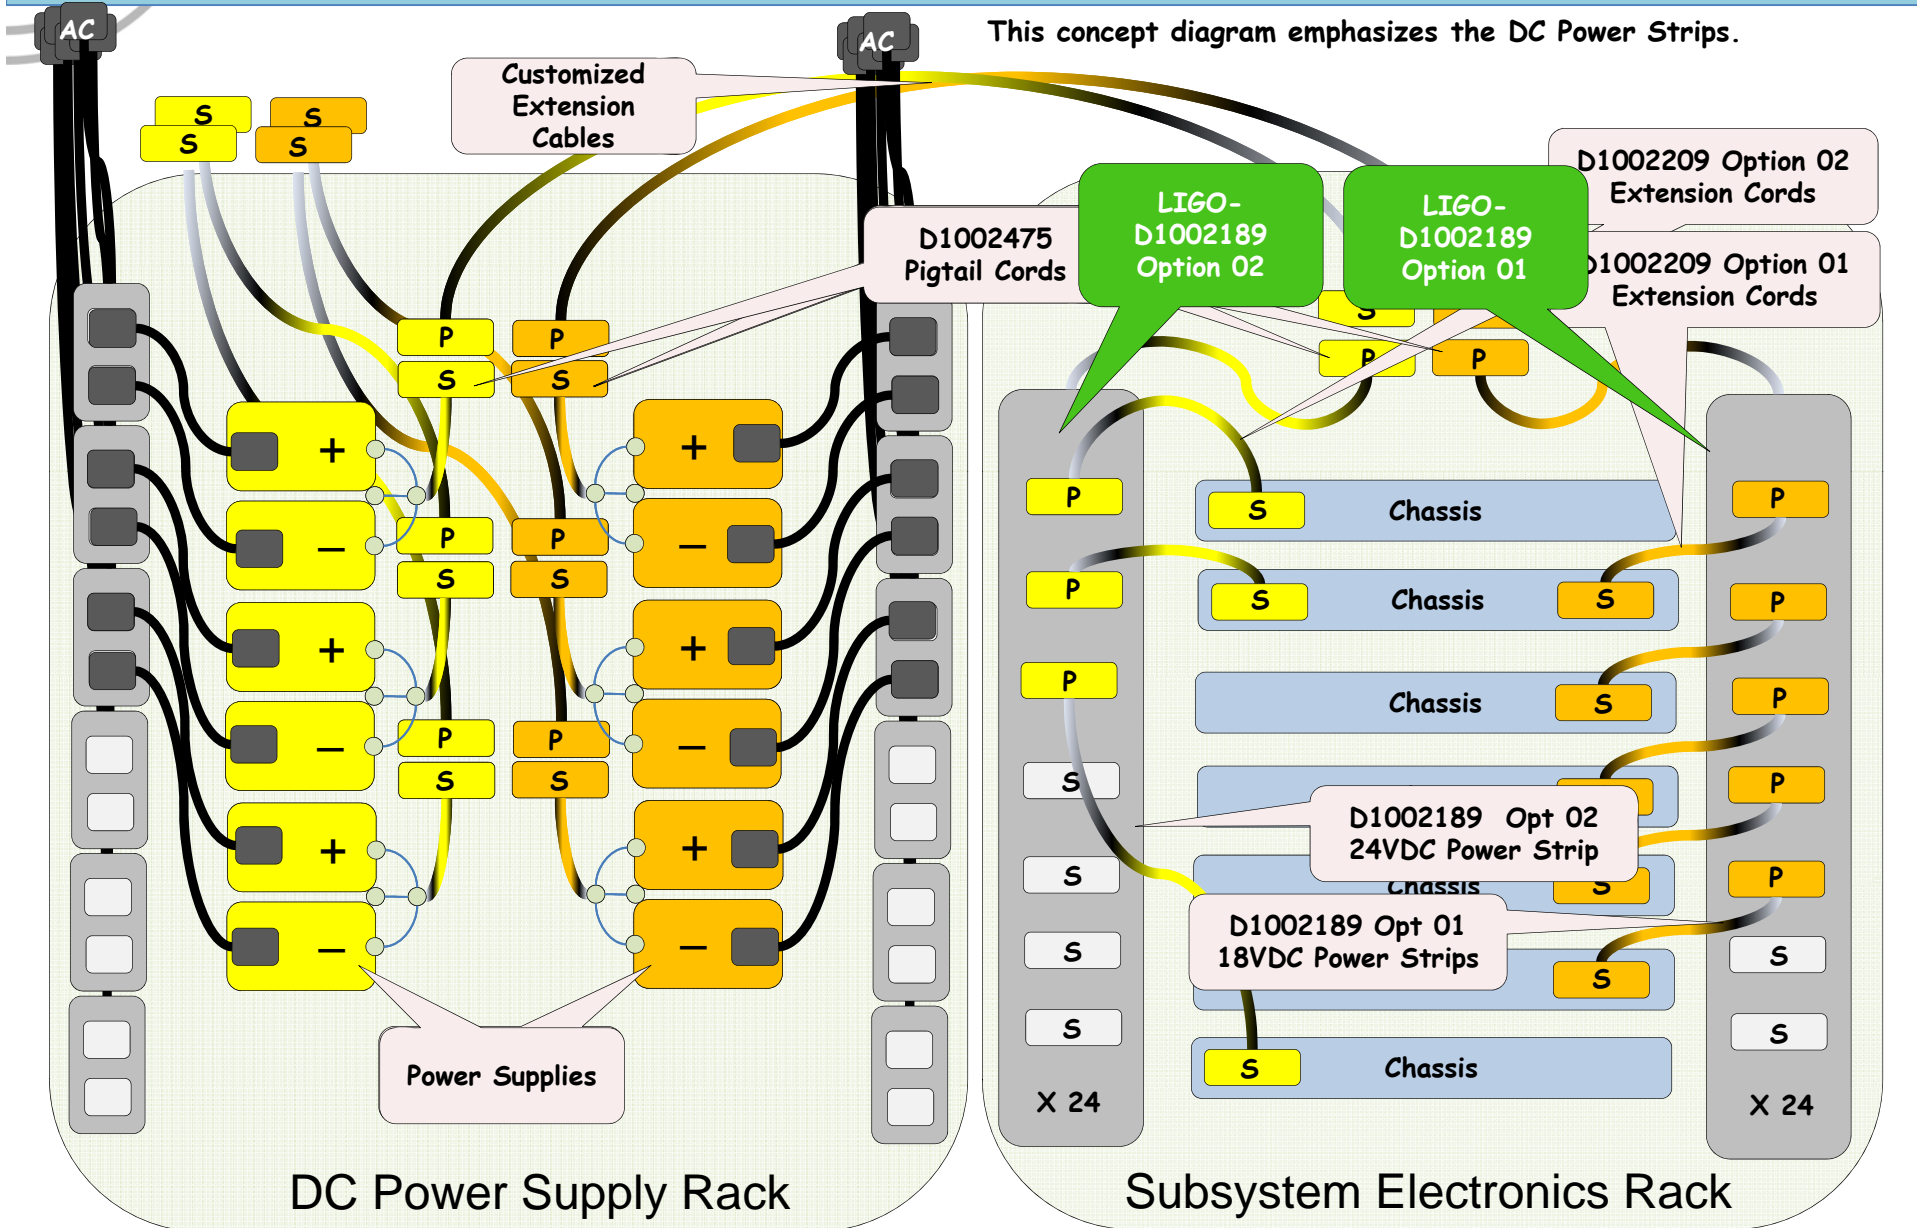 This concept diagram emphasizes the DC Power Strips.
AC
AC
Customized
Extension
Cables
S
S
S
S
D1002209 Option 02
Extension Cords
LIGO-
D1002189
Option 02
LIGO-
D1002189
Option 01
D1002475
Pigtail Cords
D1002209 Option 01
Extension Cords
S
P
P
P
P
S
S
+
+
P
S
Chassis
P
P
P
–
–
S
S
P
S
Chassis
S
P
+
+
P
Chassis
S
P
–
–
P
P
S
S
S
P
D1002189 Opt 02
24VDC Power Strip
+
+
S
Chassis
S
P
D1002189 Opt 01
18VDC Power Strips
–
–
S
S
S
S
S
S
Chassis
Power Supplies
X 24
X 24
DC Power Supply Rack
Subsystem Electronics Rack